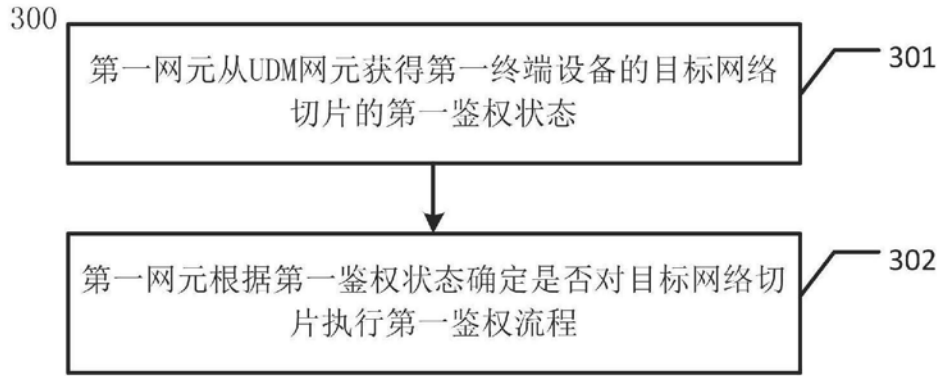 300
第一网元从UDM网元获得第一终端设备的目标网络
切片的第一鉴权状态
301
第一网元根据第一鉴权状态确定是否对目标网络切
片执行第一鉴权流程
302